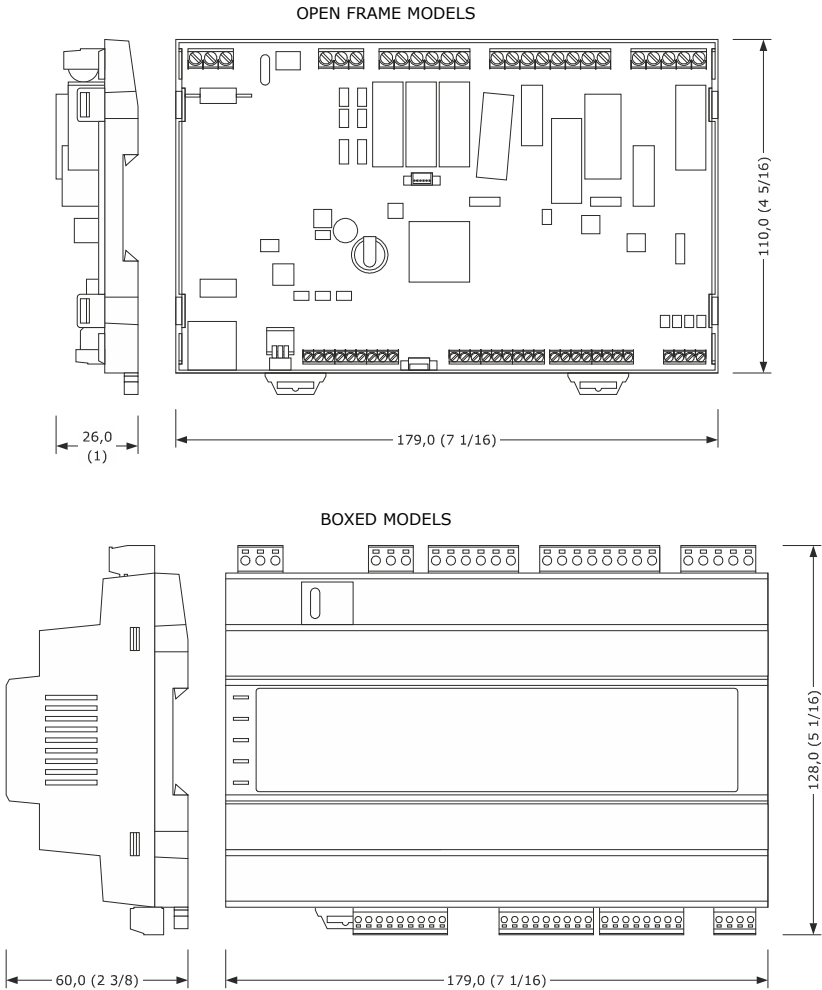 OPEN FRAME MODELS
110,0 (4 5/16)
26,0
(1)
179,0 (7 1/16)
BOXED MODELS
128,0 (5 1/16)
60,0 (2 3/8)
179,0 (7 1/16)